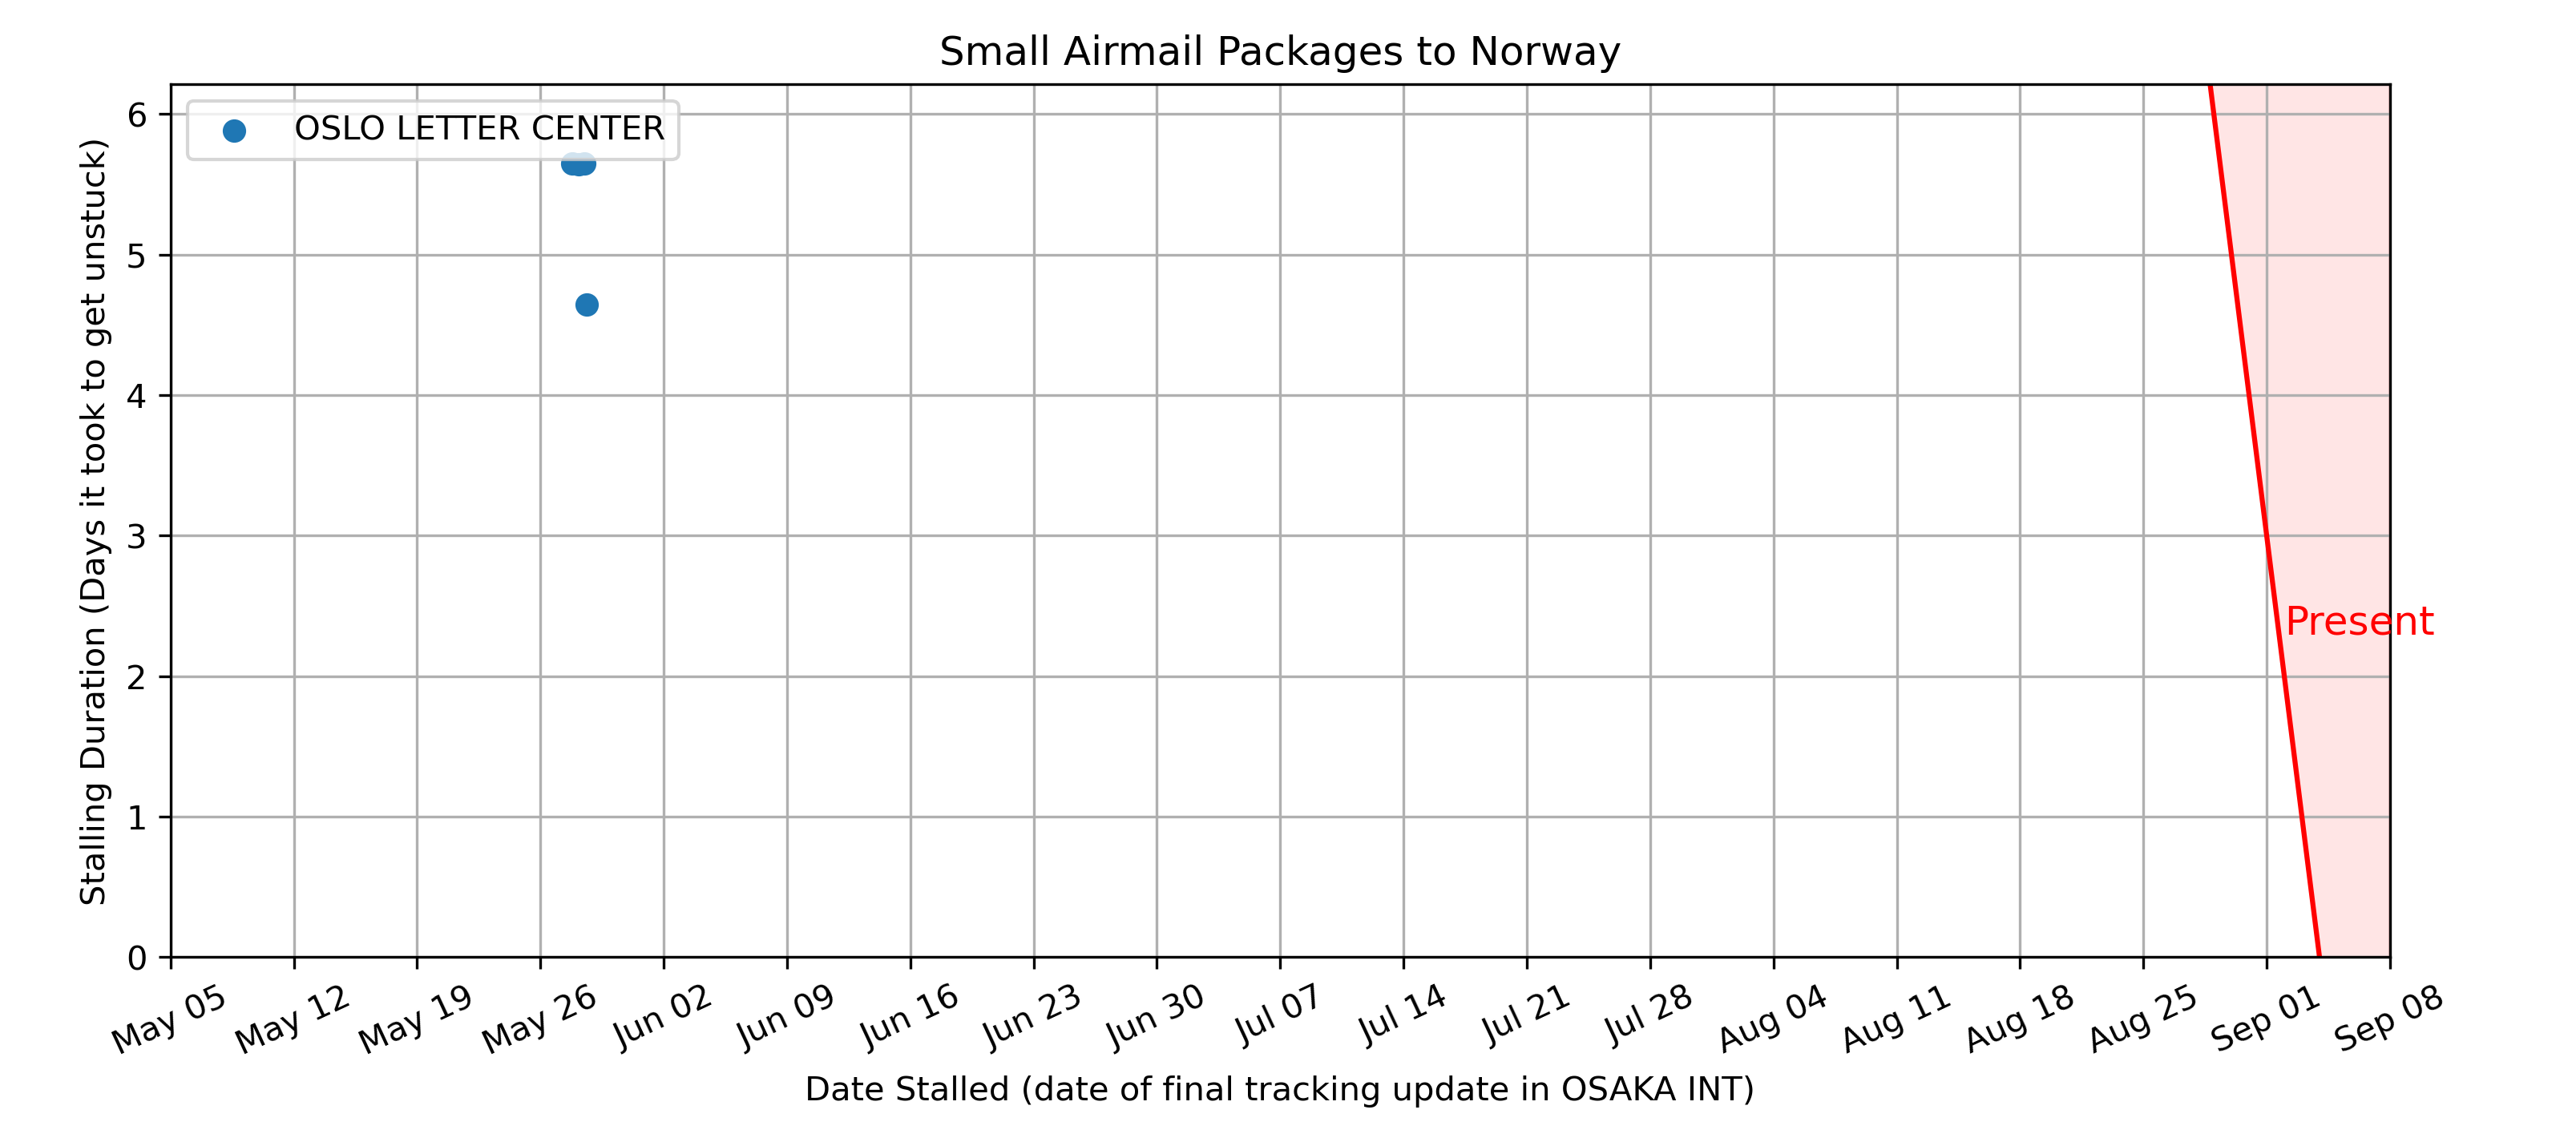 Small Airmail Packages to Norway
OSLO LETTER CENTER
Stalling Duration (Days it took to get unstuck)
6
5
4
3
2
1
0
Present
May 05
May 12
May 19
May 26
Jun 02
Jun 09
Jun 16
Jun 23
Jun 30
Jul 07
Jul 14
Jul 21
Jul 28
Aug 04
Aug 11
Aug 18
Aug 25
Sep 01
Sep 08
Date Stalled (date of final tracking update in OSAKA INT)